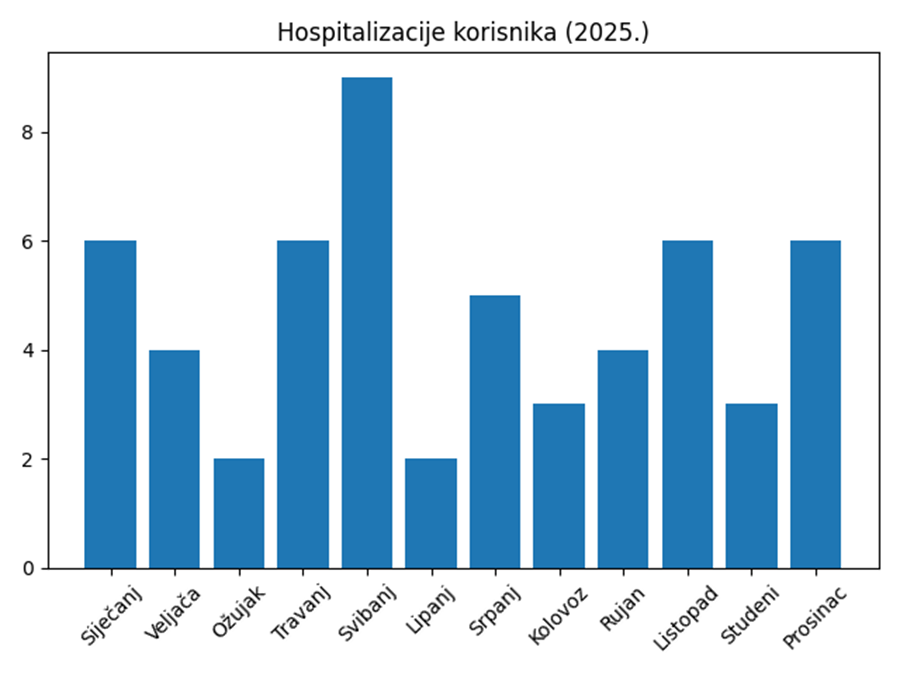 Hospitalizacije korisnika (2025.)
8
6
4
2
0
Siječanj
Veljača
Ožujak
Travanj
Svibanj
Lipanj
Srpanj
Kolovoz
Rujan
Listopad
Studeni
Prosinac